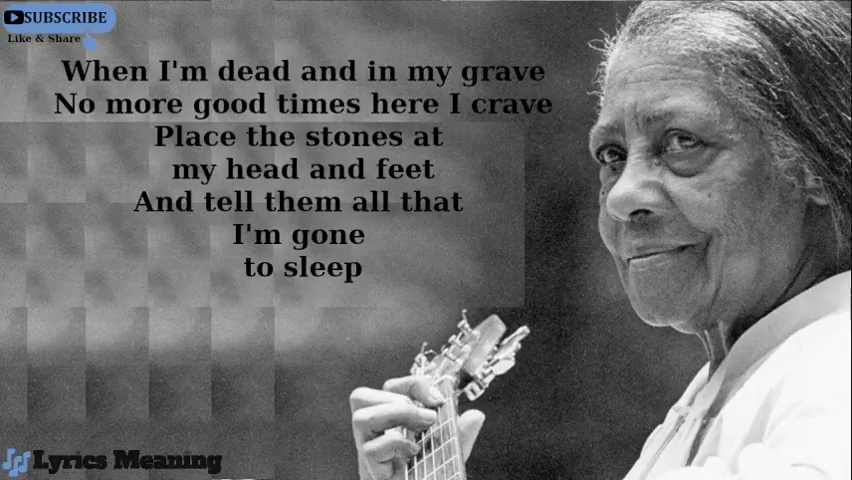 SUBSCRIBE
Like & Share
When I'm dead and in my grave
No more good times here I crave
Place the stones at
my head and feet
And tell them all that
I'm gone
to sleep
Lyrics Meaning